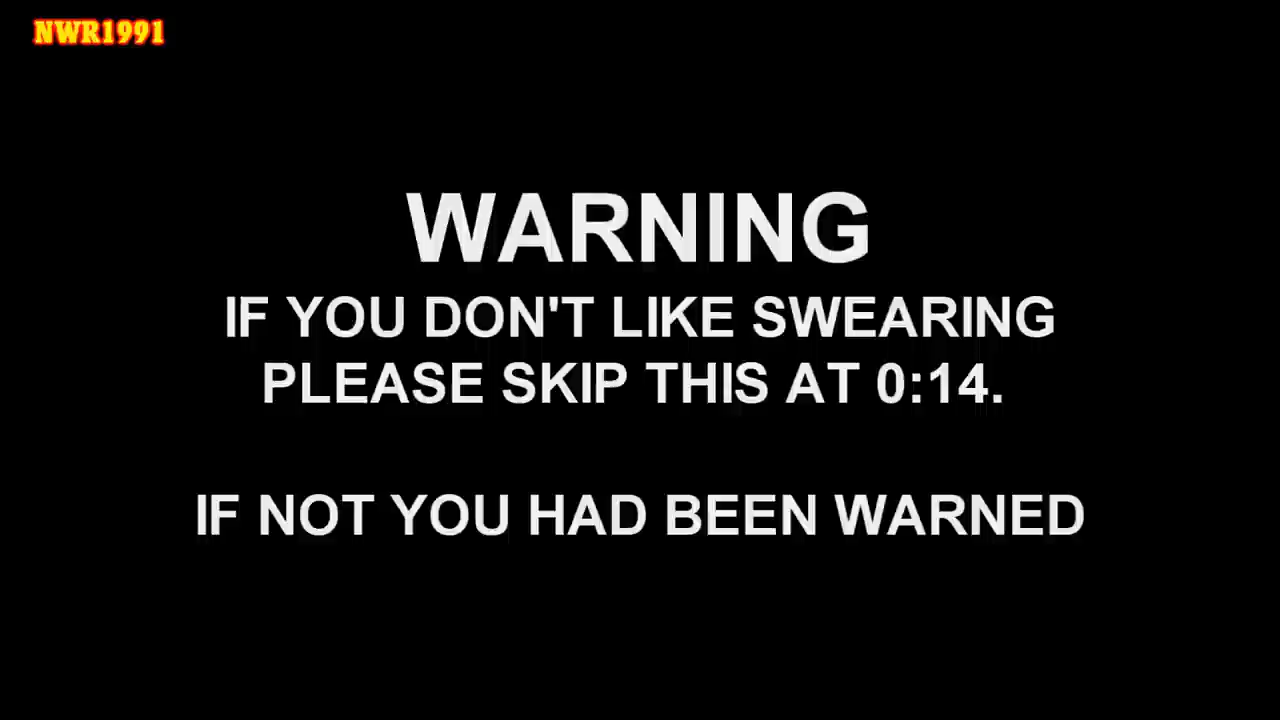 NWR1991
WARNING
IF YOU DON'T LIKE SWEARING
PLEASE SKIP THIS AT 0:14.
IF NOT YOU HAD BEEN WARNED